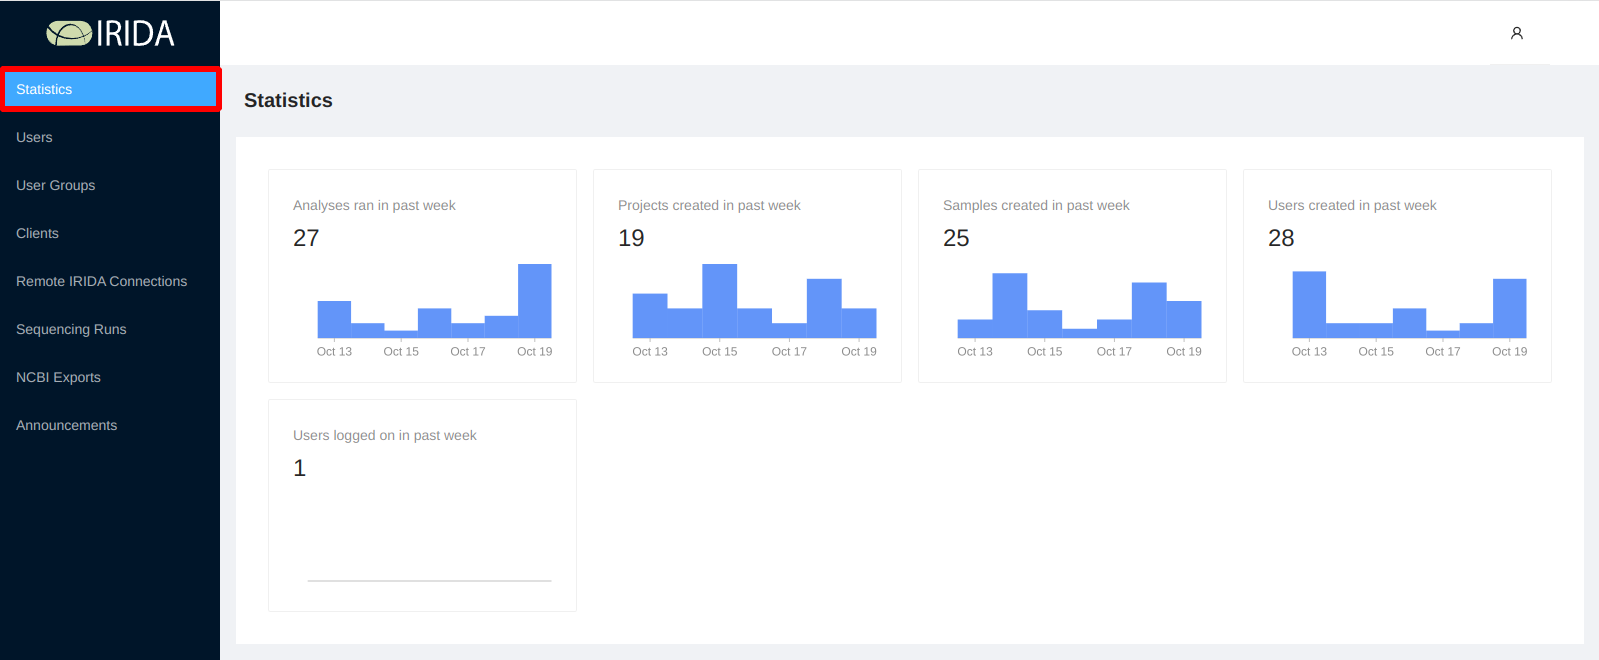 IRIDA
Statistics
Users
User Groups
Clients
Remote IRIDA Connections
Sequencing Runs
NCBI Exports
Announcements
Statistics
Analyses ran in past week
27
Oct 13 Oct 15 Oct 17 Oct 19
Projects created in past week
19
Oct 13 Oct 15 Oct 17 Oct 19
Samples created in past week
25
Oct 13 Oct 15 Oct 17 Oct 19
Users created in past week
28
Oct 13 Oct 15 Oct 17 Oct 19
Users logged on in past week
1